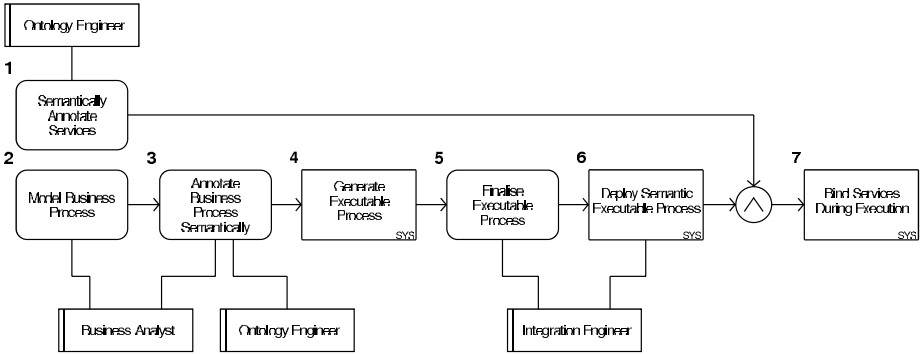 Ontology Engineer
1
Semantically
Annotate
Services
2
Model Business
Process
3
Annotate
Business
Process
Semantically
4
Generate
Executable
Process
SYS
5
Finalise
Executable
Process
6
Deploy Semantic
Executable Process
SYS
7
Bind Services
During Execution
SYS
Business Analyst
Ontology Engineer
Integration Engineer